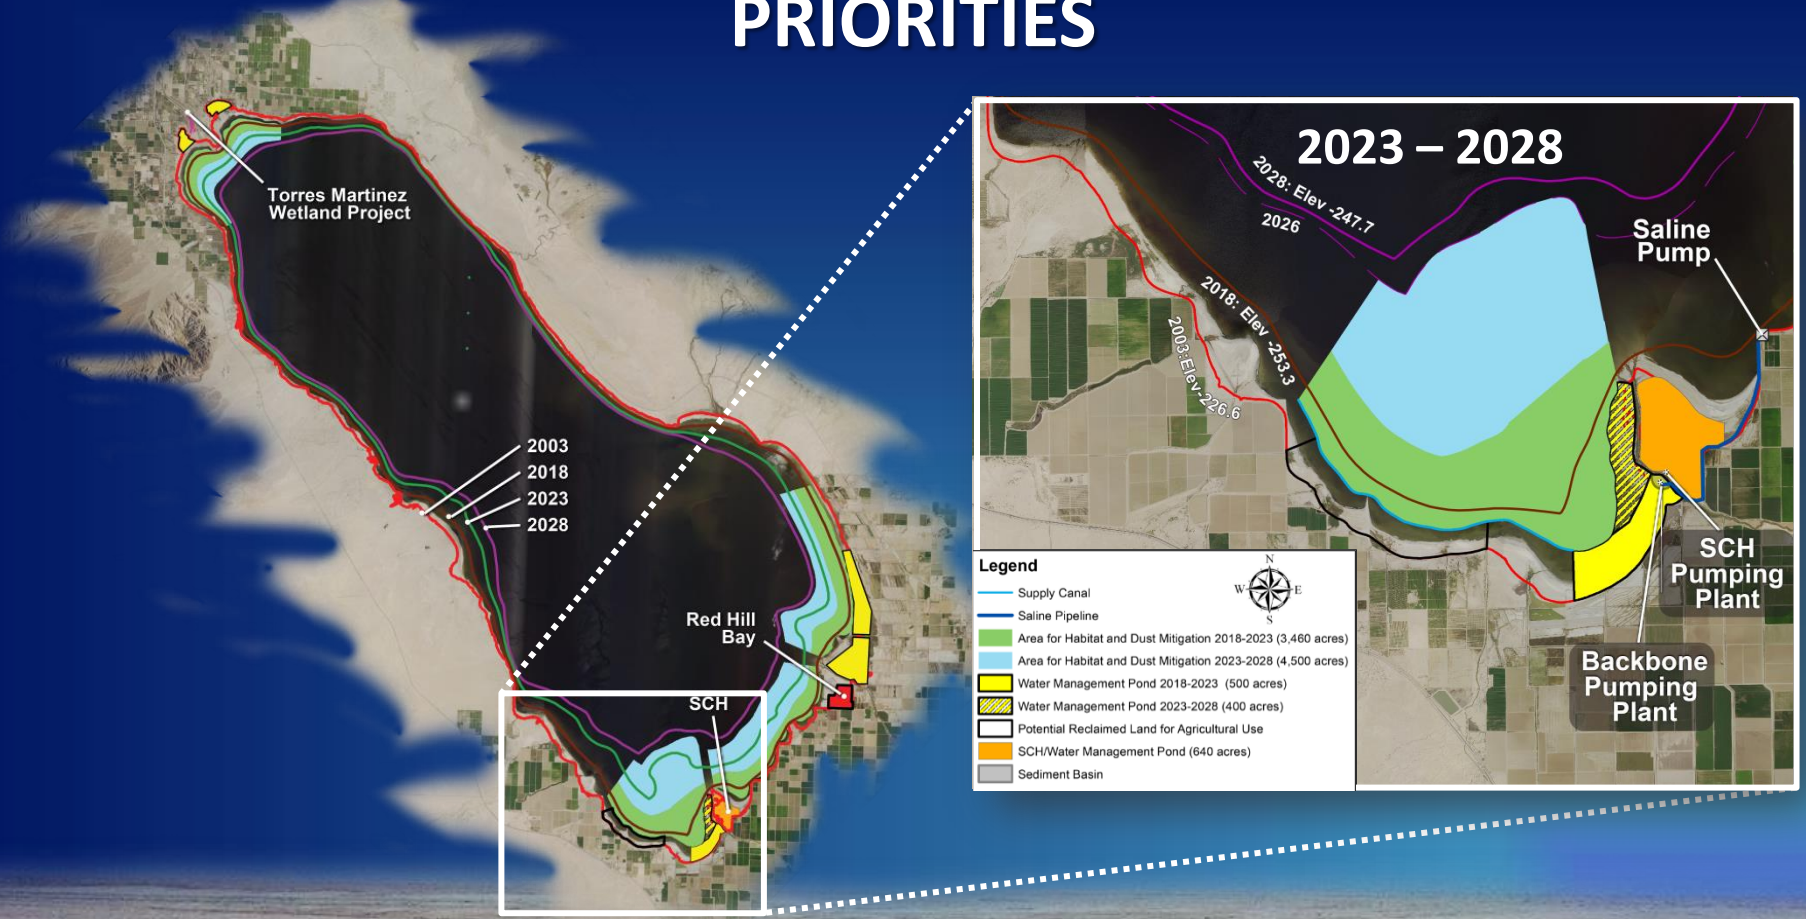 PRIORITIES
Torres Martinez
Wetland Project
2003
2018
2023
2028
Red Hill
Bay
SCH
2023 – 2028
2028: Elev -247.7
2026
2018: Elev -253.3
2003:Elev-226.6
Saline
Pump
SCH
Pumping
Plant
Backbone
Pumping
Plant
Legend
N
W
E
S
Supply Canal
Saline Pipeline
Area for Habitat and Dust Mitigation 2018-2023 (3,460 acres)
Area for Habitat and Dust Mitigation 2023-2028 (4,500 acres)
Water Management Pond 2018-2023 (500 acres)
Water Management Pond 2023-2028 (400 acres)
Potential Reclaimed Land for Agricultural Use
SCH/Water Management Pond (640 acres)
Sediment Basin